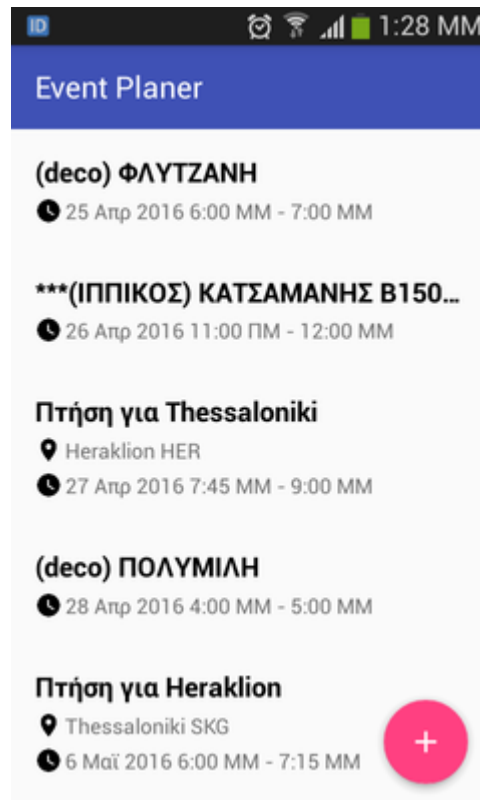 ID 1:28 MM
Event Planer
(deco) ΦΛΥΤΖΑΝΗ
25 Απρ 2016 6:00 ΜΜ - 7:00 ΜΜ
***(ΙΠΠΙΚΟΣ) ΚΑΤΣΑΜΑΝΗΣ Β150...
26 Απρ 2016 11:00 ΠΜ - 12:00 ΜΜ
Πτήση για Thessaloniki
Heraklion HER
27 Απρ 2016 7:45 ΜΜ - 9:00 ΜΜ
(deco) ΠΟΛΥΜΙΛΗ
28 Απρ 2016 4:00 ΜΜ - 5:00 ΜΜ
Πτήση για Heraklion
Thessaloniki SKG
6 Μαϊ 2016 6:00 ΜΜ - 7:15 ΜΜ
+